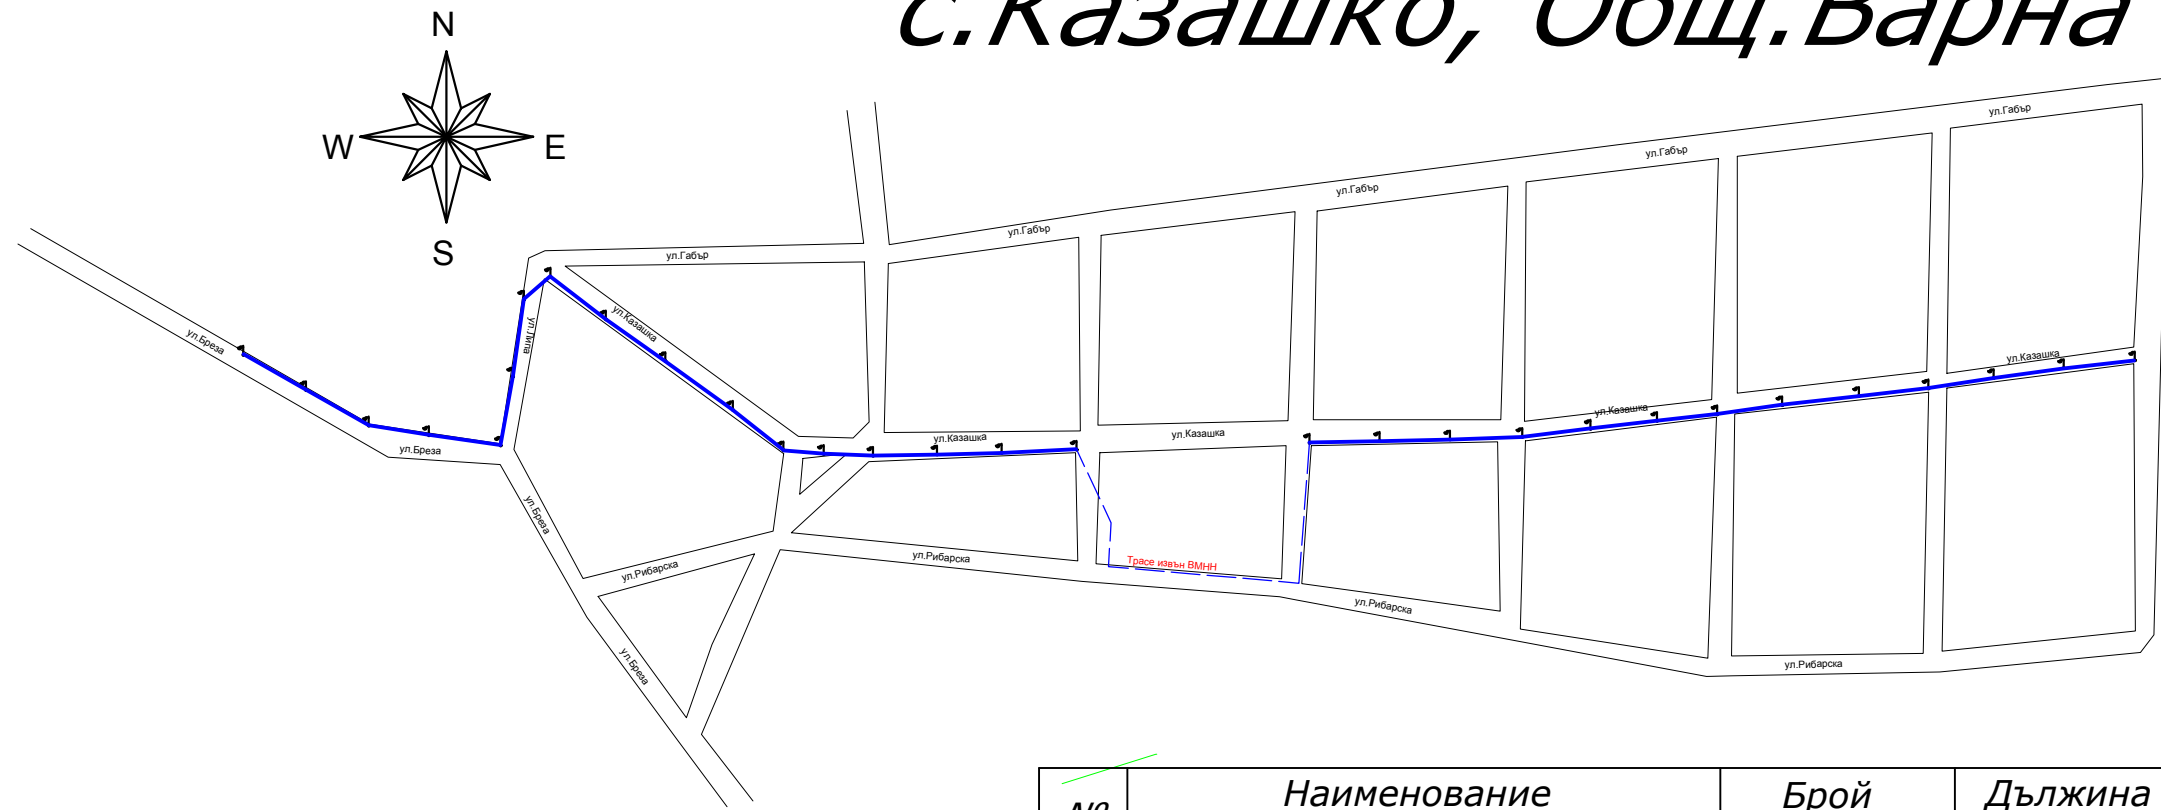 с.Казашко, Общ.Варна
N
W
E
S
ул.Габър
ул.Габър
ул.Габър
ул.Габър
ул.Габър
ул.Бреза
ул.Липа
ул.Казашка
ул.Казашка
ул.Казашка
ул.Казашка
ул.Казашка
ул.Бреза
ул.Бреза
ул.Рибарска
ул.Рибарска
Трасе извън ВМНН
ул.Рибарска
ул.Бреза
ул.Рибарска
№
Наименование
Брой
Дължина